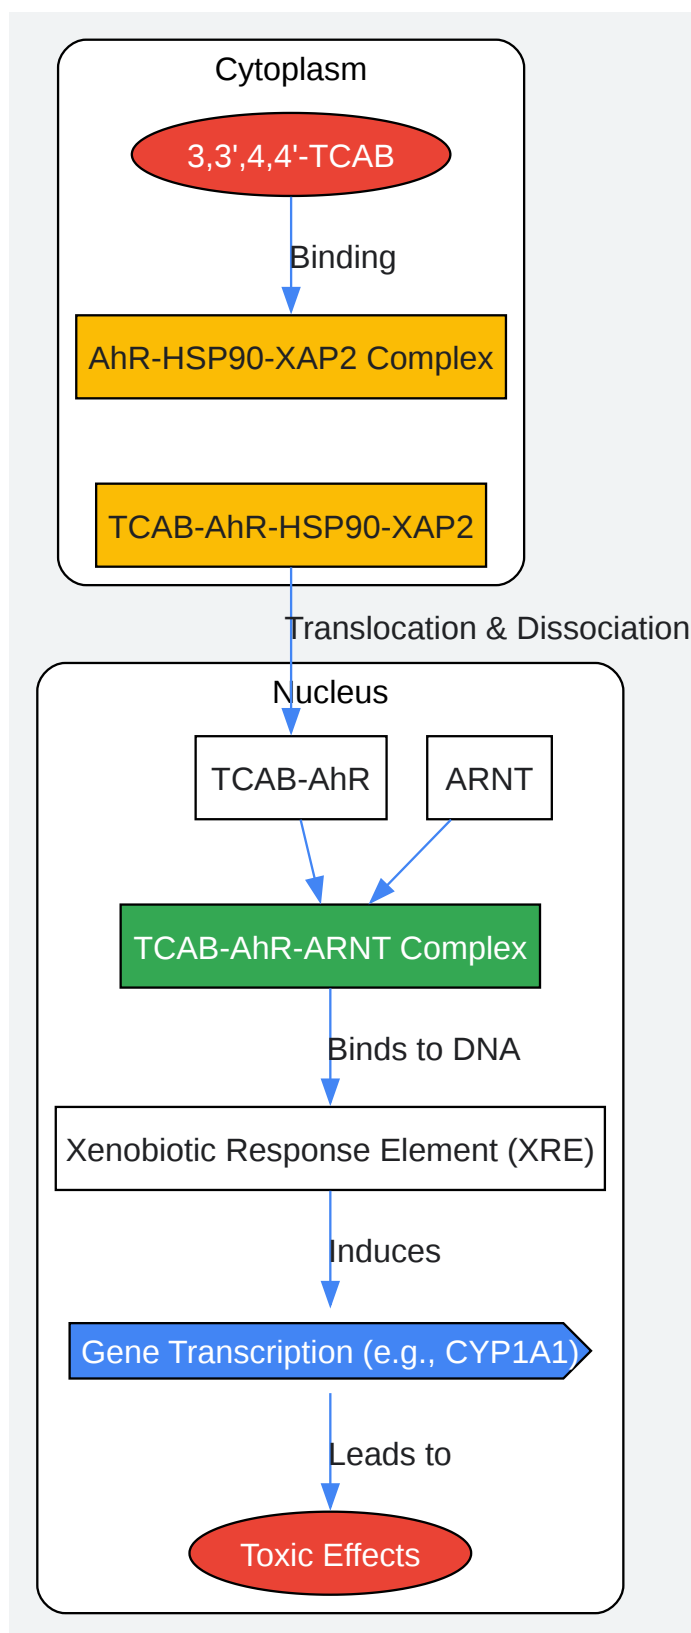 Cytoplasm
3,3',4,4'-TCAB
Binding
AhR-HSP90-XAP2 Complex
TCAB-AhR-HSP90-XAP2
Translocation & Dissociation
Nucleus
TCAB-AhR
ARNT
TCAB-AhR-ARNT Complex
Binds to DNA
Xenobiotic Response Element (XRE)
Induces
Gene Transcription (e.g., CYP1A1)
Leads to
Toxic Effects